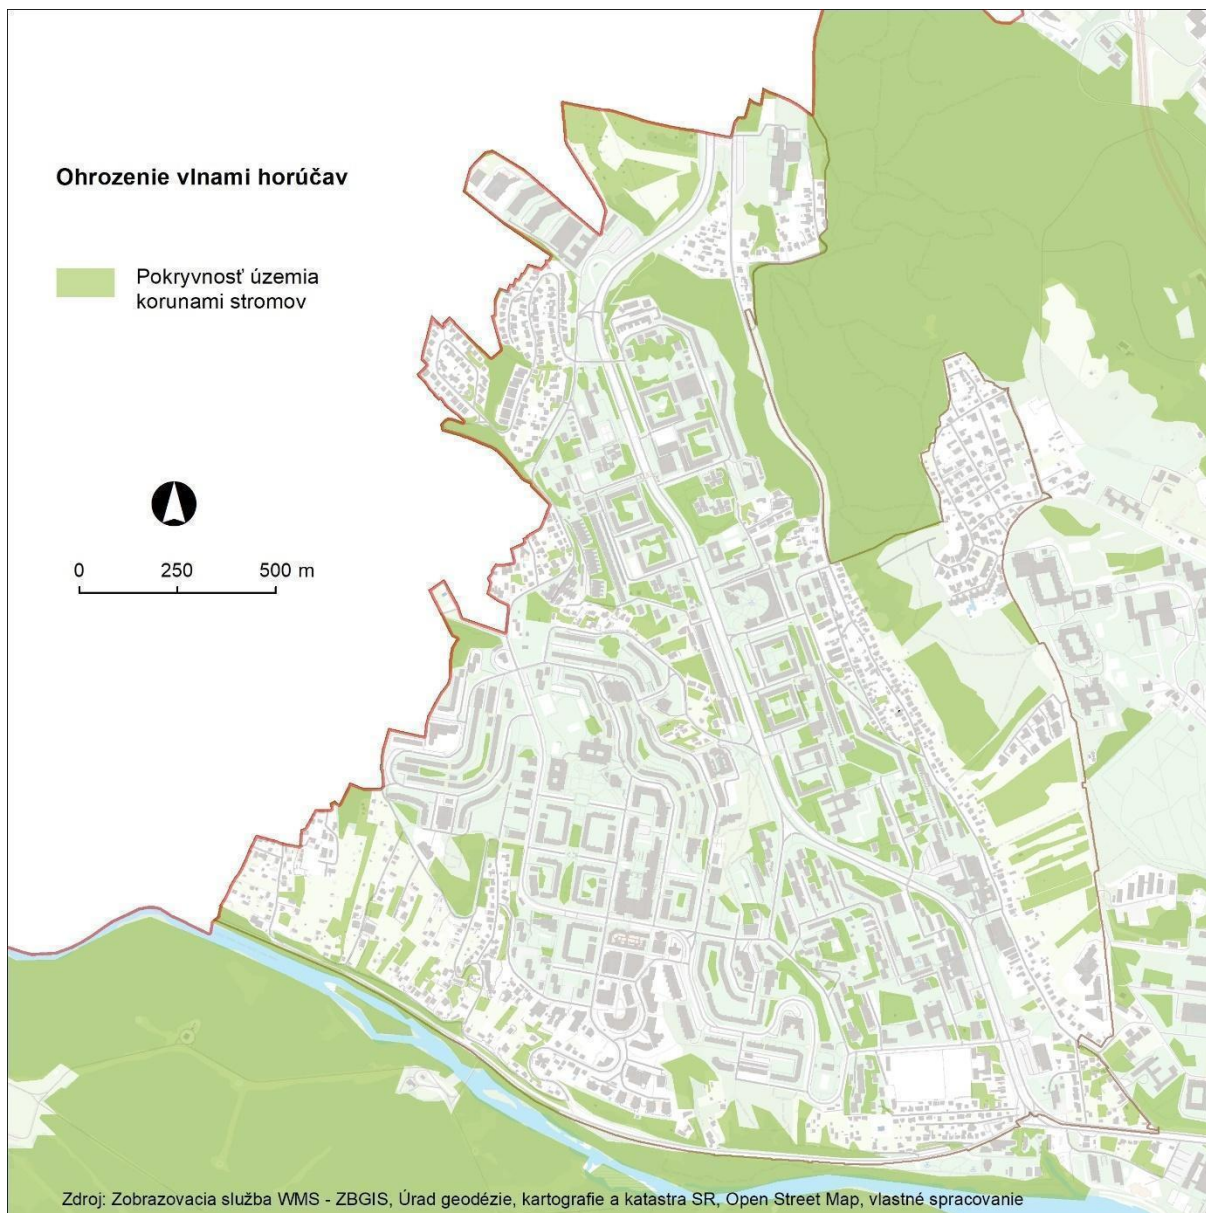 Ohrozenie vlnami horúčav
Pokryvnosť územia
korunami stromov
0 250 500 m
Zdroj: Zobrazovacia služba WMS - ZBGIS, Úrad geodézie, kartografie a katastra SR, Open Street Map, vlastné spracovanie